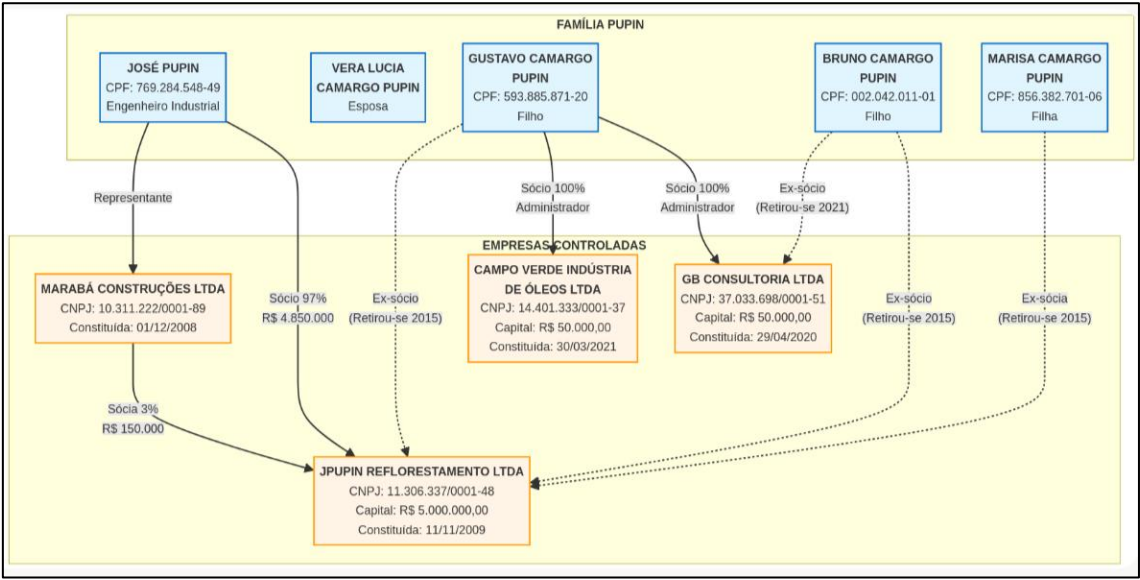 FAMÍLIA PUPIN
JOSÉ PUPIN
CPF: 769.284.548-49
Engenheiro Industrial
VERA LUCIA
CAMARGO PUPIN
Esposa
GUSTAVO CAMARGO
PUPIN
CPF: 593.885.871-20
Filho
BRUNO CAMARGO
PUPIN
CPF: 002.042.011-01
Filho
MARISA CAMARGO
PUPIN
CPF: 856.382.701-06
Filha
Representante
Sócio 100%
Administrador
Sócio 100%
Administrador
Ex-sócio
(Retirou-se 2021)
EMPRESAS CONTROLADAS
MARABÁ CONSTRUÇÕES LTDA
CNPJ: 10.311.222/0001-89
Constituída: 01/12/2008
Sócio 97%
R$ 4.850.000
Ex-sócio
(Retirou-se 2015)
CAMPO VERDE INDÚSTRIA
DE ÓLEOS LTDA
CNPJ: 14.401.333/0001-37
Capital: R$ 50.000,00
Constituída: 30/03/2021
GB CONSULTORIA LTDA
CNPJ: 37.033.698/0001-51
Capital: R$ 50.000,00
Constituída: 29/04/2020
Ex-sócio
(Retirou-se 2015)
Ex-sócia
(Retirou-se 2015)
Sócia 3%
R$ 150.000
JPUPIN REFLORESTAMENTO LTDA
CNPJ: 11.306.337/0001-48
Capital: R$ 5.000.000,00
Constituída: 11/11/2009